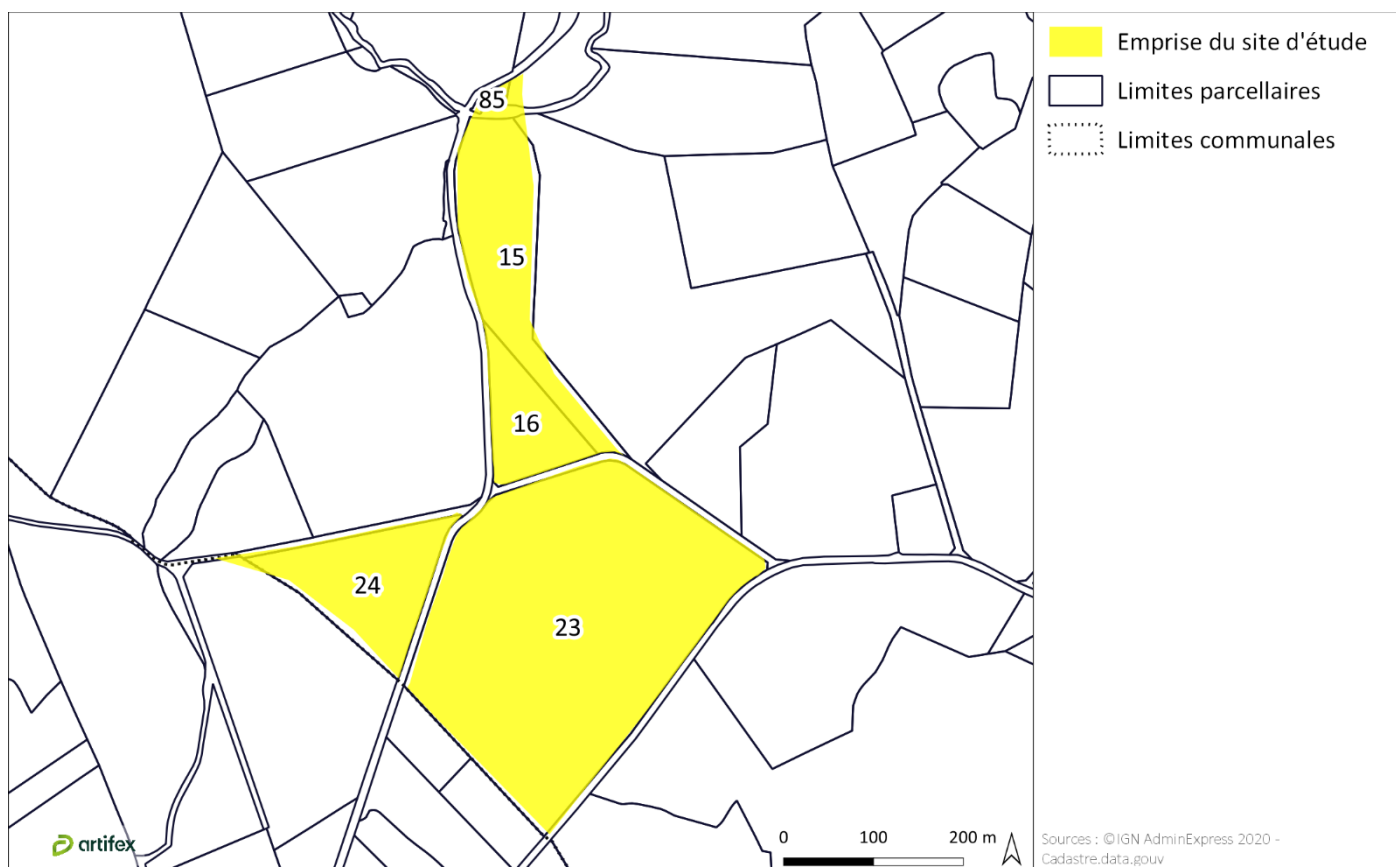 Emprise du site d'étude
Limites parcellaires
Limites communales
85
15
16
24
23
artifex
0 100 200 m
Sources : ©IGN AdminExpress 2020 -
Cadastre.data.gouv